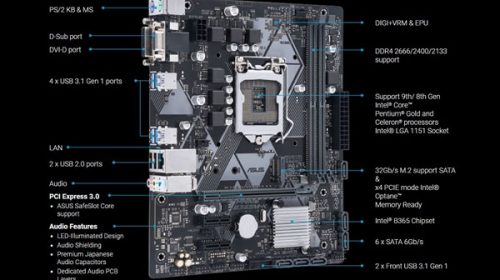 PS/2 KB & MS
D-Sub port
DVI-D port
4 x USB 3.1 Gen 1 ports
LAN
2 x USB 2.0 ports
Audio
PCI Express 3.0
• ASUS SafeSlot Core
support
Audio Features
• LED-Illuminated Design
• Audio Shielding
• Premium Japanese
Audio Capacitors
• Dedicated Audio PCB
Layers
DIGI+VRM & EPU
DDR4 2666/2400/2133
support
Support 9th/ 8th Gen
Intel® Core™
Pentium® Gold and
Celeron® processors
Intel® LGA 1151 Socket
32Gb/s M.2 support SATA
&
x4 PCIE mode Intel®
Optane™
Memory Ready
Intel® B365 Chipset
6 x SATA 6Gb/s
2 x Front USB 3.1 Gen 1
ASUS